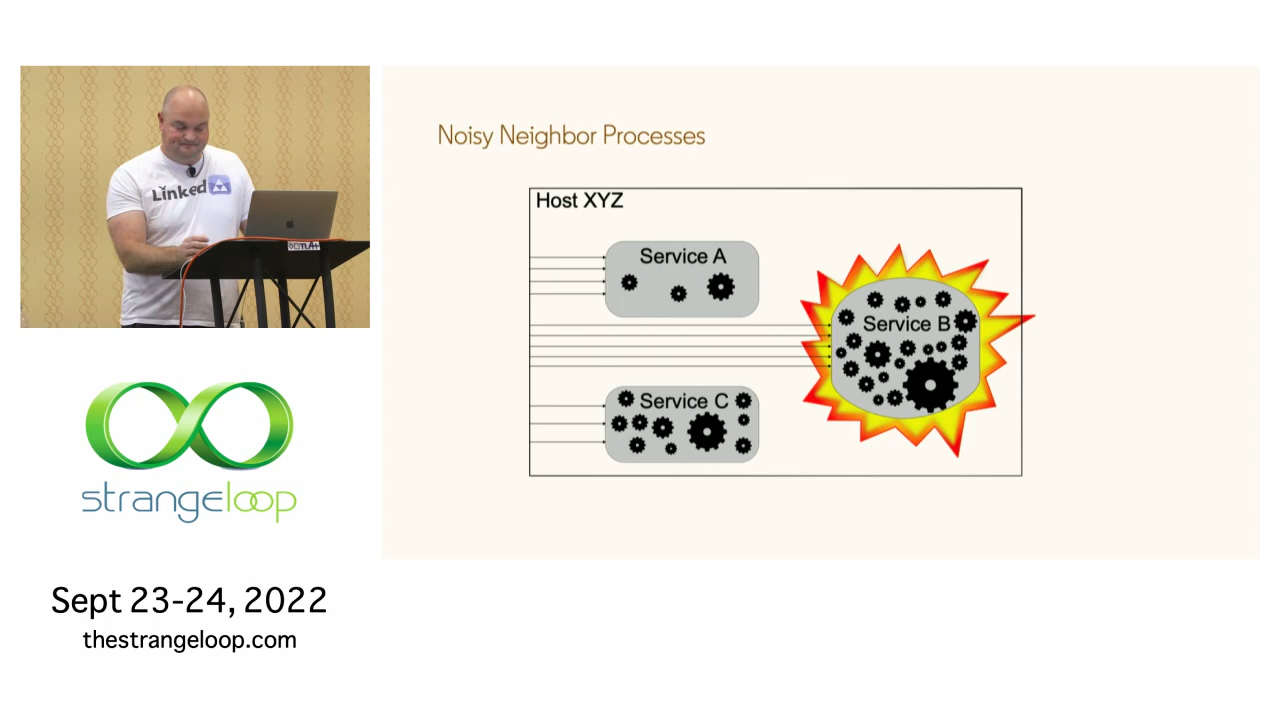 Linked
Noisy Neighbor Processes
Host XYZ
Service A
Service B
Service C
strangeloop
Sept 23-24, 2022
thestrangeloop.com